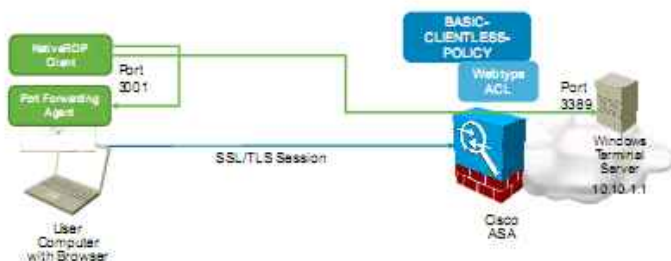 BASIC-
CLIENTLESS-
POLICY
Webtype
ACL
NativeRDP
Client
Port
3001
Port Forwarding
Agent
Port
3389
Windows
Terminal
Server
10.10.1.1
SSL/TLS Session
User
Computer
with Browser
Cisco
ASA